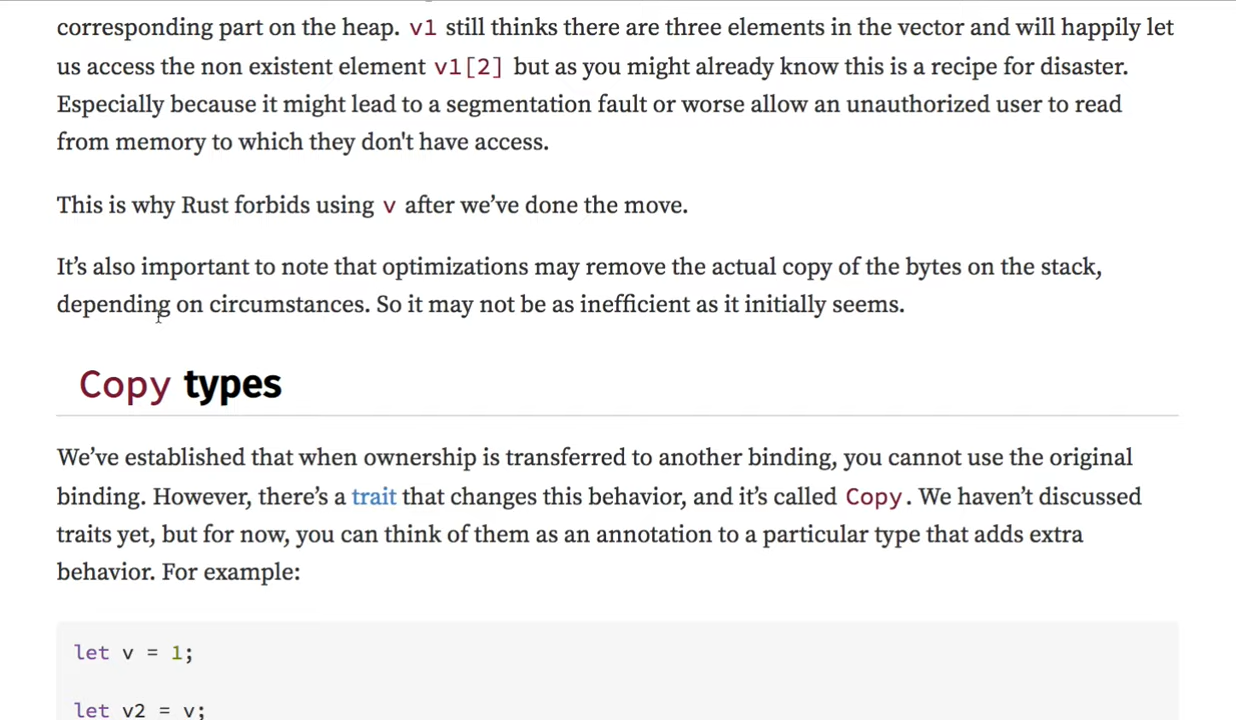 corresponding part on the heap. v1 still thinks there are three elements in the vector and will happily let
us access the non existent element v1[2] but as you might already know this is a recipe for disaster.
Especially because it might lead to a segmentation fault or worse allow an unauthorized user to read
from memory to which they don't have access.
This is why Rust forbids using v after we’ve done the move.
It’s also important to note that optimizations may remove the actual copy of the bytes on the stack,
depending on circumstances. So it may not be as inefficient as it initially seems.
Copy types
We’ve established that when ownership is transferred to another binding, you cannot use the original
binding. However, there’s a trait that changes this behavior, and it’s called Copy. We haven’t discussed
traits yet, but for now, you can think of them as an annotation to a particular type that adds extra
behavior. For example:
let v = 1;
let v2 = v;